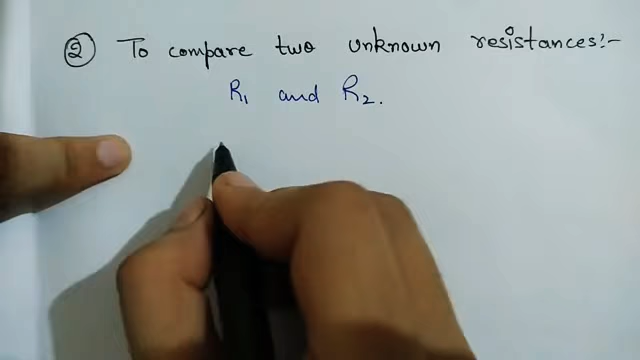 ② To compare two unknown resistances:-
R₁ and R₂.